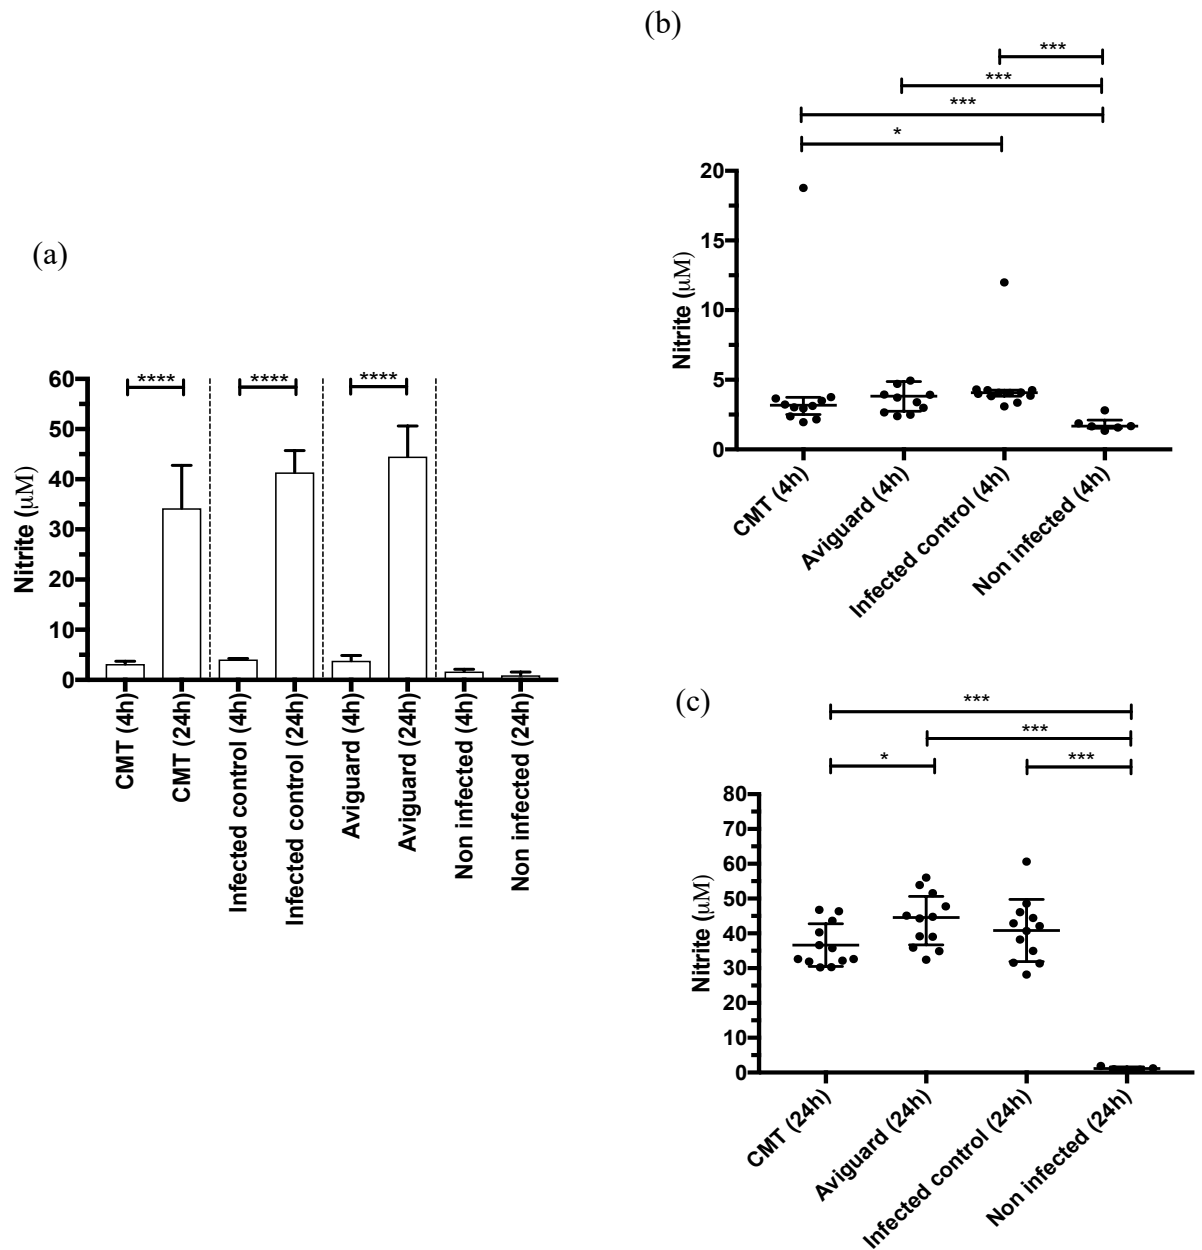 (a)
****
****
****
60
50
40
30
20
10
0
Nitrite (µM)
CMT (4h)
CMT (24h)
Infected control (4h)
Infected control (24h)
Aviguard (4h)
Aviguard (24h)
Non infected (4h)
Non infected (24h)
(b)
***
***
***
*
20
15
10
5
0
Nitrite (µM)
CMT (4h)
Aviguard (4h)
Infected control (4h)
Non infected (4h)
(c)
***
***
*
***
80
70
60
50
40
30
20
10
0
Nitrite (µM)
CMT (24h)
Aviguard (24h)
Infected control (24h)
Non infected (24h)